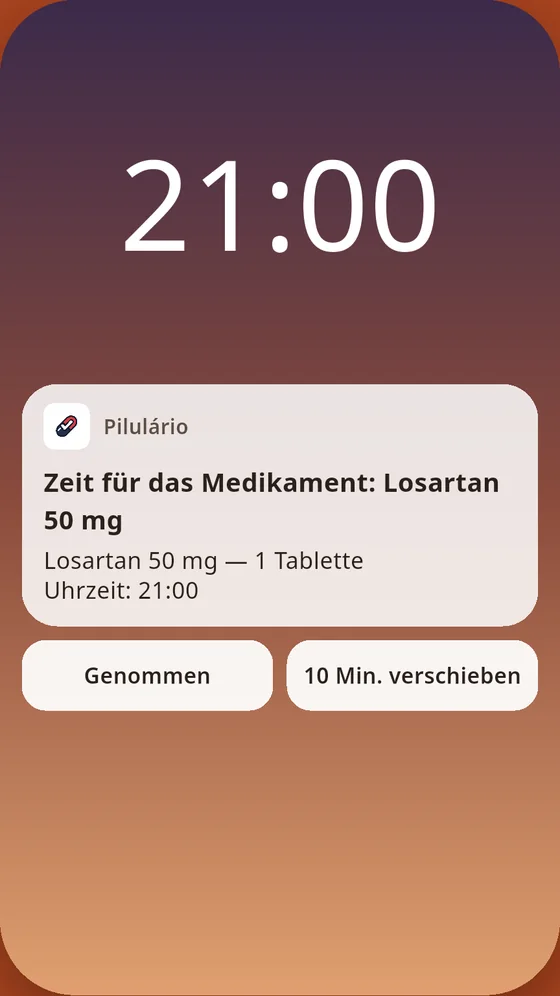 21:00
Pilulário
Zeit für das Medikament: Losartan
50 mg
Losartan 50 mg — 1 Tablette
Uhrzeit: 21:00
Genommen
10 Min. verschieben